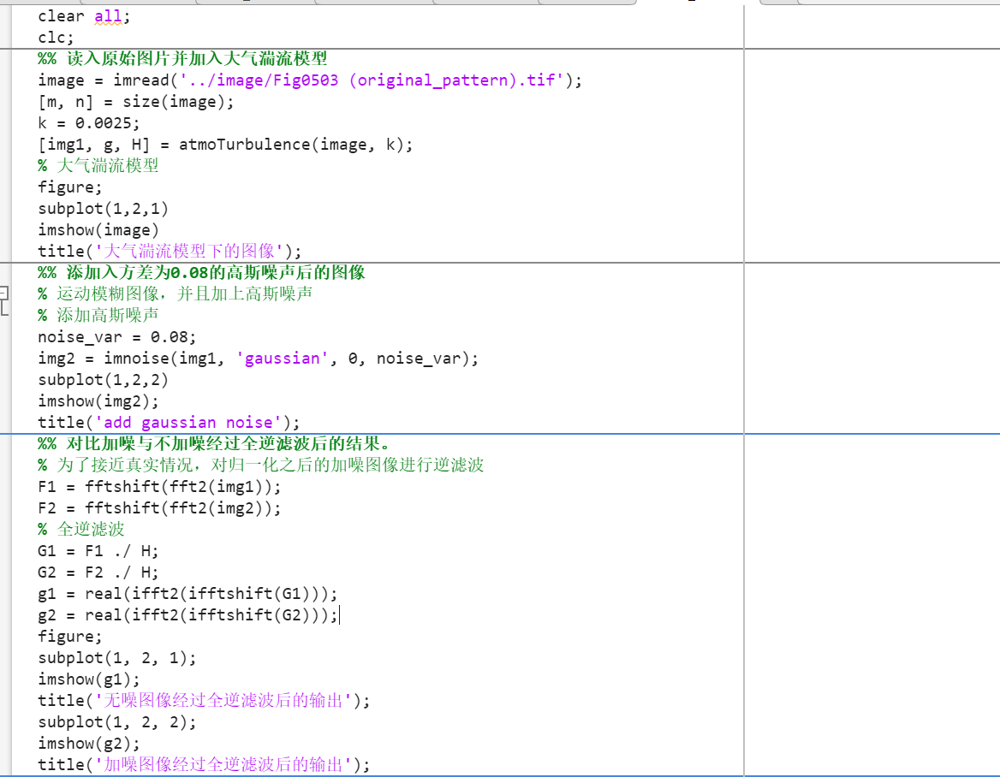 clear all;
clc;
%% 读入原始图片并加入大气湍流模型
image = imread('../image/Fig0503 (original_pattern).tif');
[m, n] = size(image);
k = 0.0025;
[img1, g, H] = atmoTurbulence(image, k);
% 大气湍流模型
figure;
subplot(1,2,1)
imshow(image)
title('大气湍流模型下的图像');
%% 添加入方差为0.08的高斯噪声后的图像
% 运动模糊图像，并且加上高斯噪声
% 添加高斯噪声
noise_var = 0.08;
img2 = imnoise(img1, 'gaussian', 0, noise_var);
subplot(1,2,2)
imshow(img2);
title('add gaussian noise');
%% 对比加噪与不加噪经过全逆滤波后的结果。
% 为了接近真实情况，对归一化之后的加噪图像进行逆滤波
F1 = fftshift(fft2(img1));
F2 = fftshift(fft2(img2));
% 全逆滤波
G1 = F1 ./ H;
G2 = F2 ./ H;
g1 = real(ifft2(ifftshift(G1)));
g2 = real(ifft2(ifftshift(G2)));
figure;
subplot(1, 2, 1);
imshow(g1);
title('无噪图像经过全逆滤波后的输出');
subplot(1, 2, 2);
imshow(g2);
title('加噪图像经过全逆滤波后的输出');